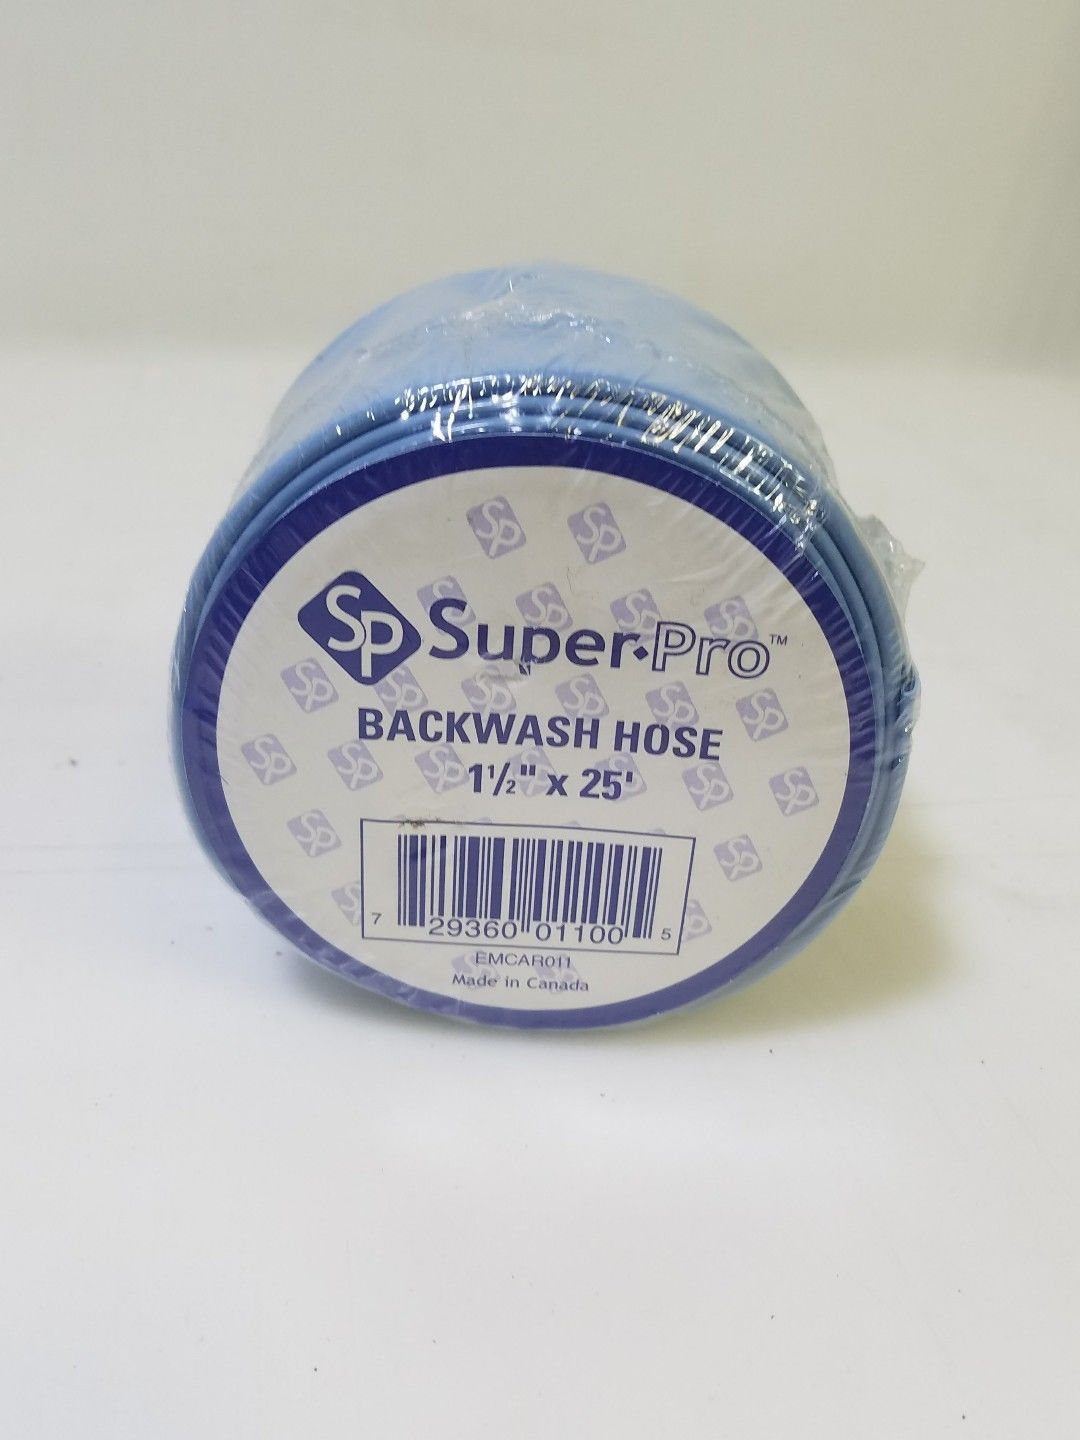 SP Super·Pro™
BACKWASH HOSE
1½" x 25'
7 29360 01100 5
EMCAR011
Made in Canada